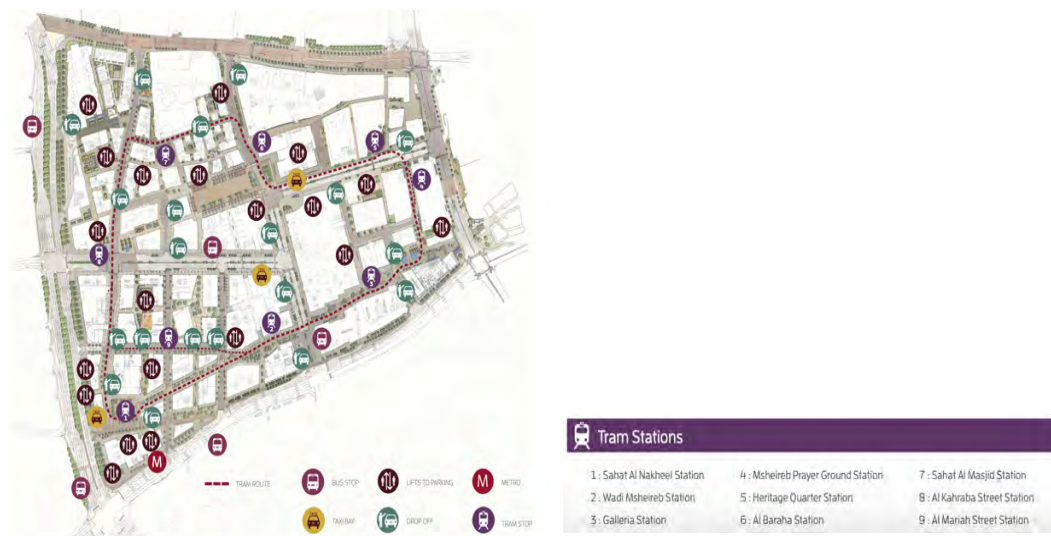 TRAM ROUTE
BUS STOP
LIFTS TO PARKING
M
METRO
TAXI
TAXI BAY
DROP OFF
TRAM STOP
Tram Stations
1 : Sahat Al Nakheel Station
2 : Wadi Msheireb Station
3 : Galleria Station
4 : Msheireb Prayer Ground Station
5 : Heritage Quarter Station
6 : Al Baraha Station
7 : Sahat Al Masjid Station
8 : Al Kahraba Street Station
9 : Al Mariah Street Station